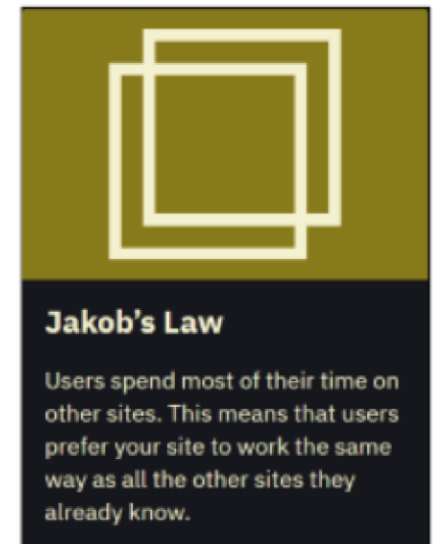 Jakob’s Law
Users spend most of their time on
other sites. This means that users
prefer your site to work the same
way as all the other sites they
already know.